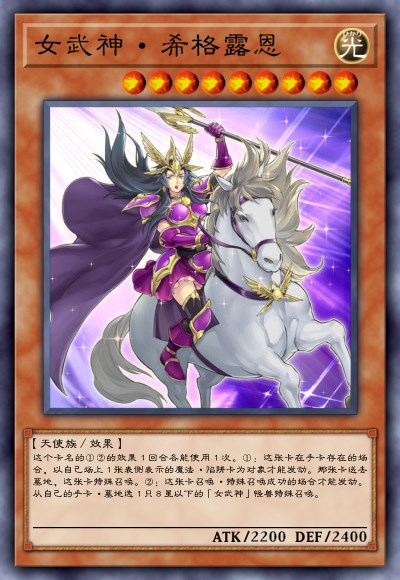 女武神・希格露恩
光
ひかり
【天使族／效果】
这个卡名的①②的效果1回合各能使用1次。①：这张卡在手卡存在的场
合，以自己场上1张表侧表示的魔法・陷阱卡为对象才能发动。那张卡送去
墓地，这张卡特殊召唤。②：这张卡召唤・特殊召唤成功的场合才能发动。
从自己的手卡・墓地选1只8星以下的「女武神」怪兽特殊召唤。
ATK/2200 DEF/2400